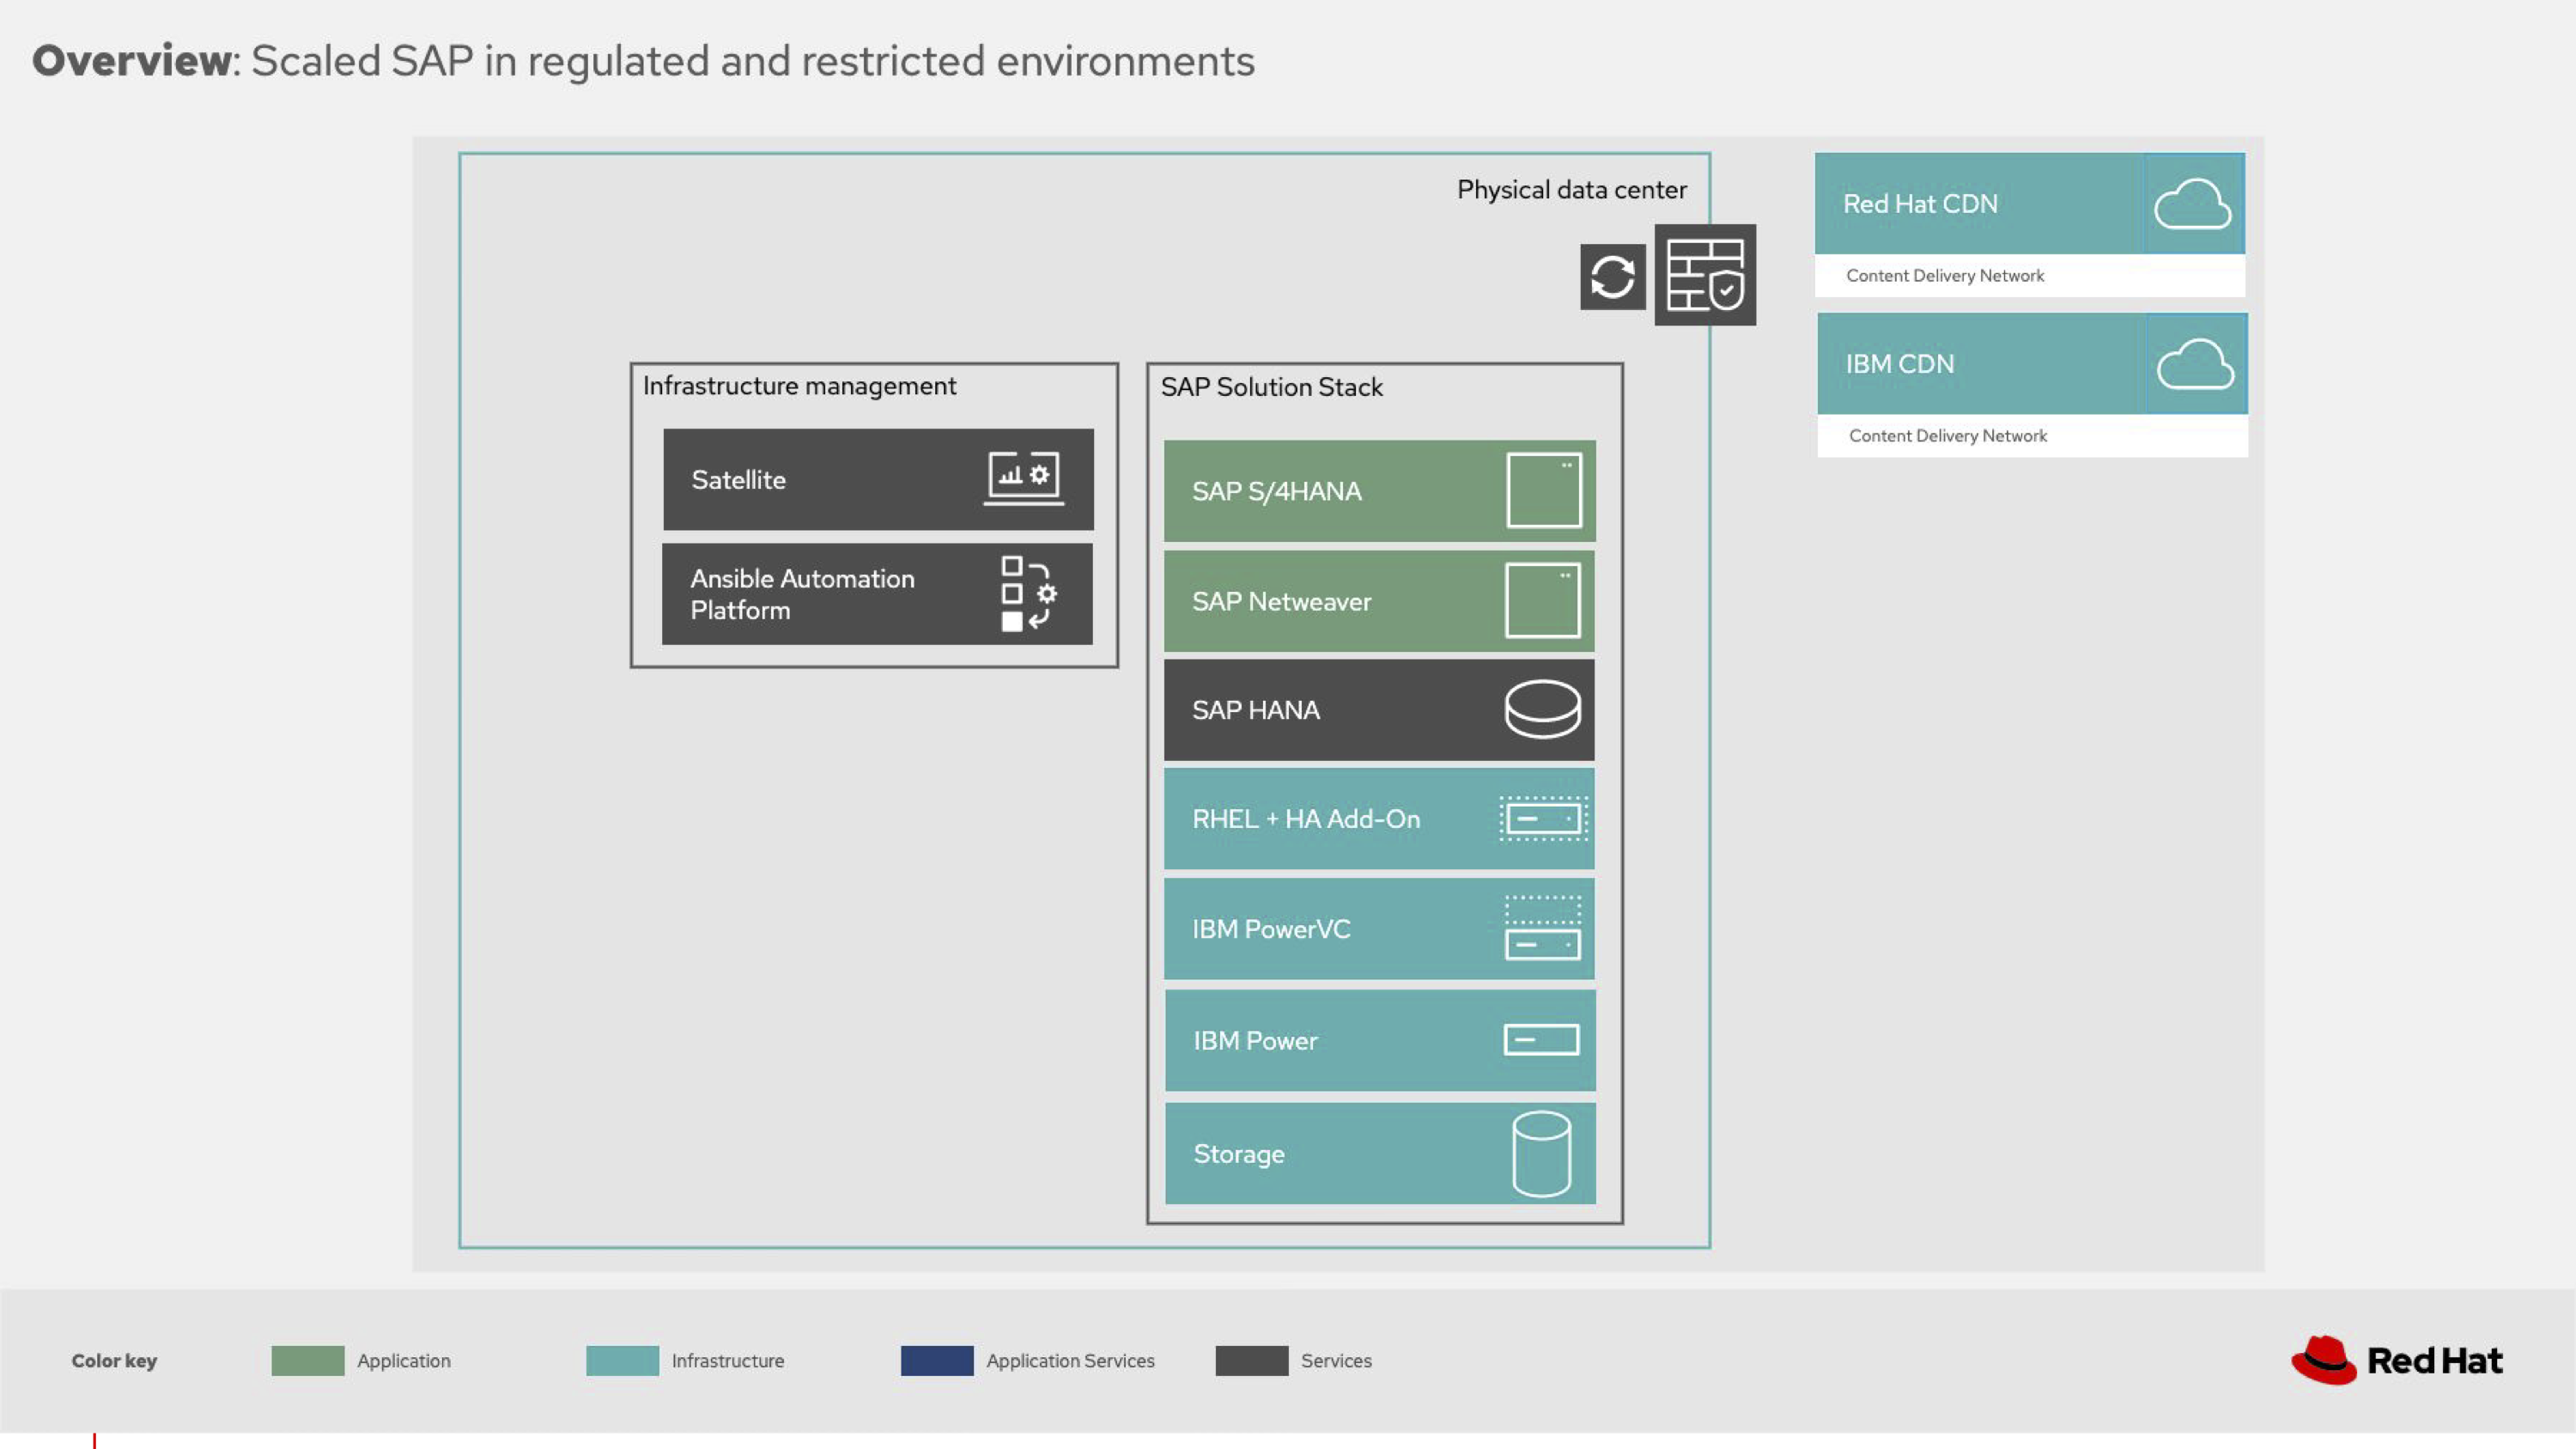 Overview: Scaled SAP in regulated and restricted environments
Physical data center
Red Hat CDN
Content Delivery Network
IBM CDN
Content Delivery Network
Infrastructure management
Satellite
Ansible Automation
Platform
SAP Solution Stack
SAP S/4HANA
SAP Netweaver
SAP HANA
RHEL + HA Add-On
IBM PowerVC
IBM Power
Storage
Color key
Application
Infrastructure
Application Services
Services
Red Hat